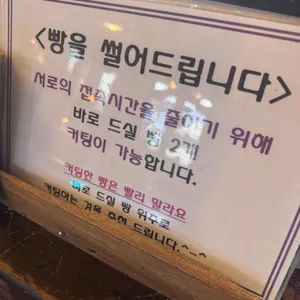 <빵을 썰어드립니다>
서로의 접속시간을 줄이기 위해
바로 드실 빵 2개
커팅이 가능합니다.
커팅한 빵은 빨리 말라요
바로 드실 빵 위주로
커팅하는 것을 추천 드립니다.^-^